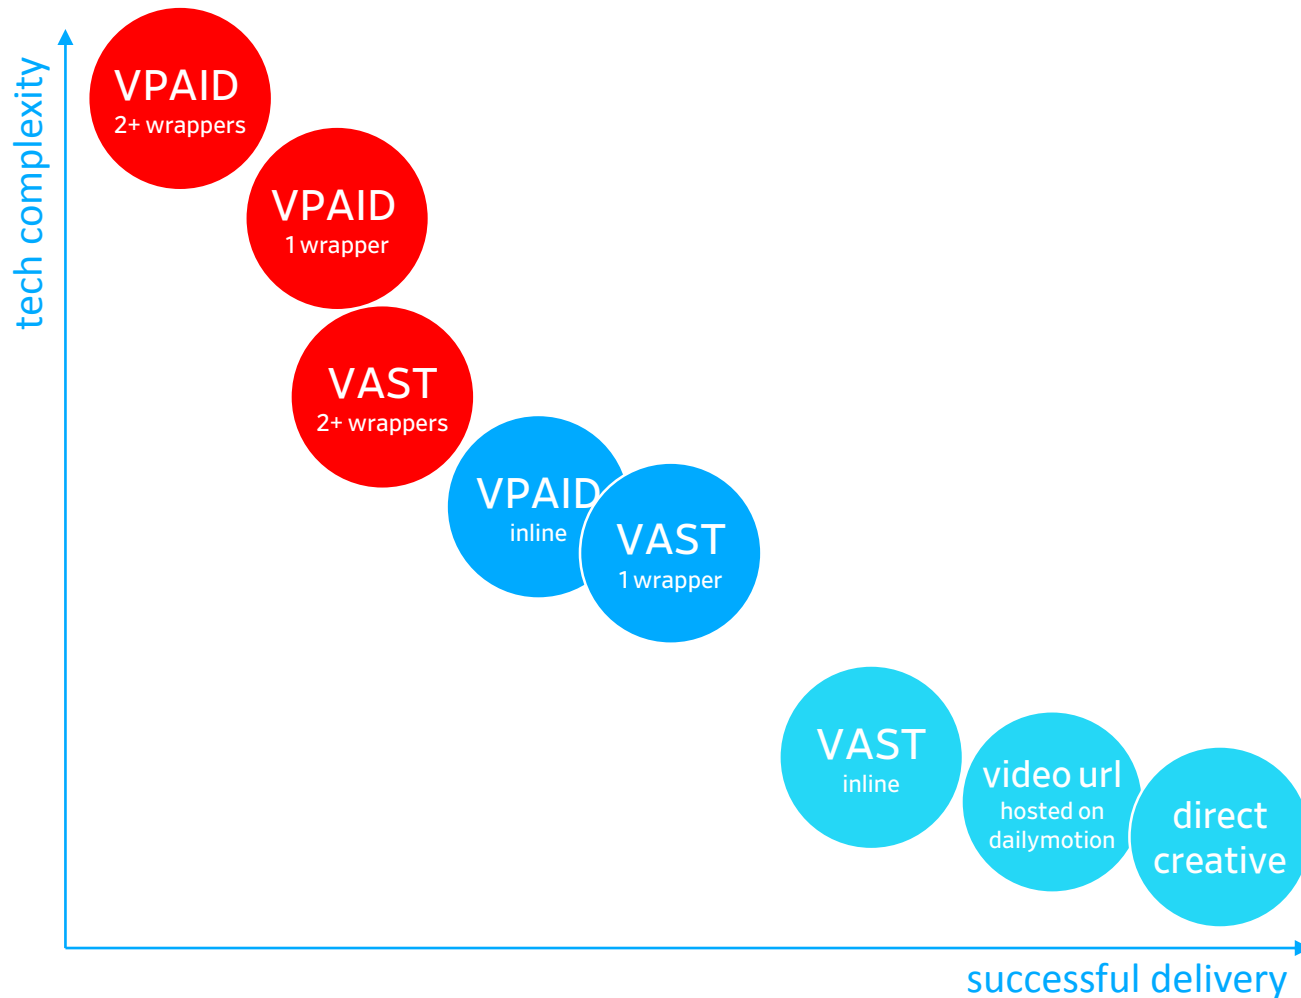 tech complexity
VPAID
2+ wrappers
VPAID
1 wrapper
VAST
2+ wrappers
VPAID
inline
VAST
1 wrapper
VAST
inline
video url
hosted on
dailymotion
direct
creative
successful delivery